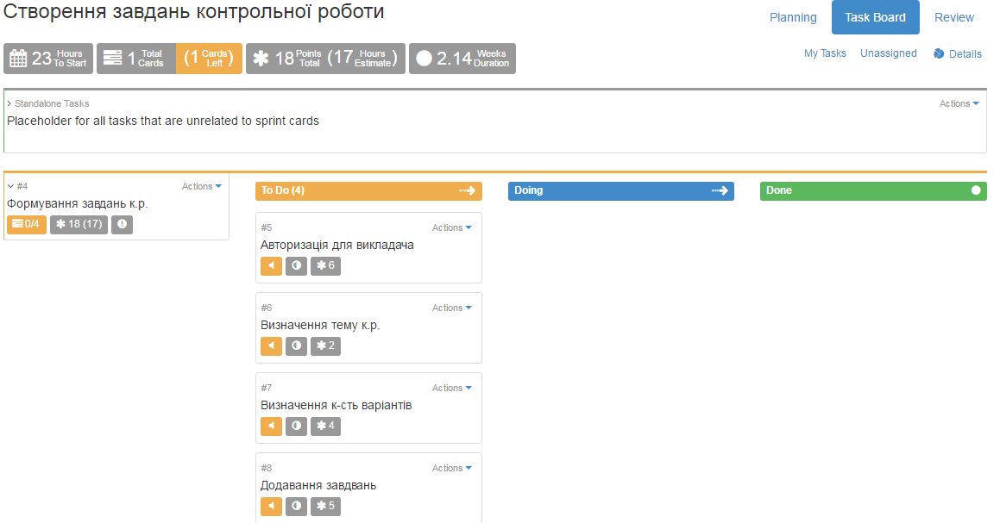 Створення завдань контрольної роботи
Planning Task Board Review
23 Hours To Start 1 Total Cards (1 Cards Left) 18 Points Total (17 Hours Estimate) 2.14 Weeks Duration
My Tasks Unassigned Details
Standalone Tasks Actions
Placeholder for all tasks that are unrelated to sprint cards
#4 Actions
Формування завдань к.р.
0/4 18 (17)
To Do (4) Doing Done
#5 Actions
Авторизація для викладача
6
#6 Actions
Визначення тему к.р.
2
#7 Actions
Визначення к-сть варіантів
4
#8 Actions
Додавання завдвань
5